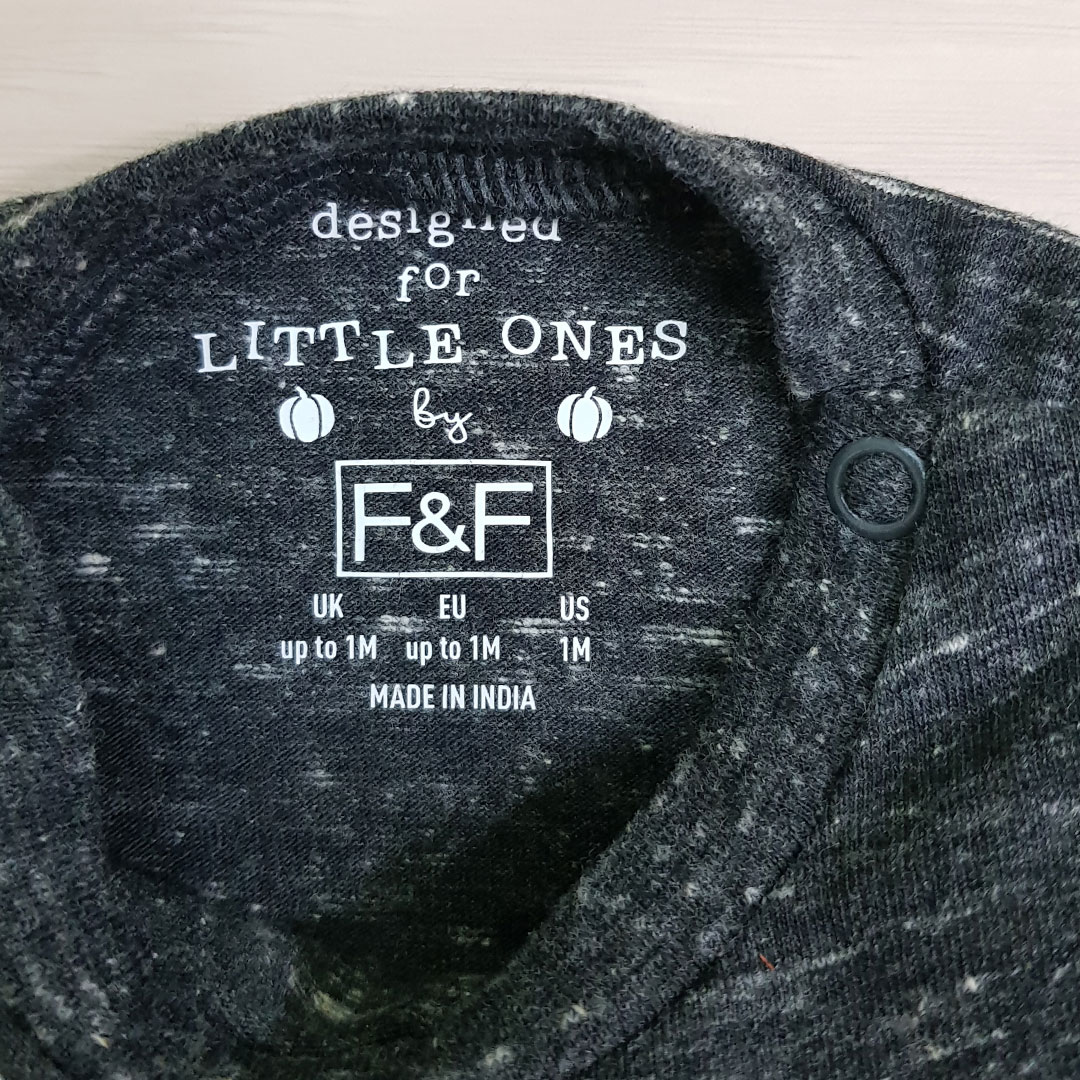 designed
for
LITTLE ONES
by
F&F
UK EU US
up to 1M up to 1M 1M
MADE IN INDIA